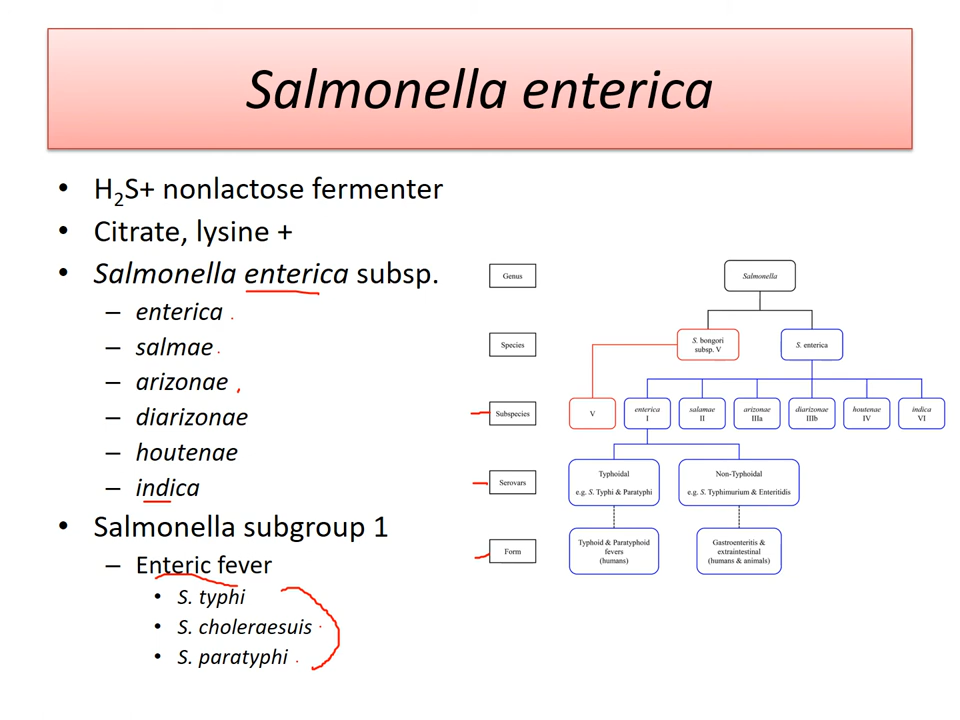 Salmonella enterica
• H₂S+ nonlactose fermenter
• Citrate, lysine +
• Salmonella enterica subsp.
– enterica
– salmae
– arizonae
– diarizonae
– houtenae
– indica
• Salmonella subgroup 1
– Enteric fever
• S. typhi
• S. choleraesuis
• S. paratyphi
Genus
Salmonella
Species
S. bongori
subsp. V
S. enterica
Subspecies
V
enterica
I
salamae
II
arizonae
IIIa
diarizonae
IIIb
houtenae
IV
indica
VI
Serovars
Typhoidal
e.g. S. Typhi & Paratyphi
Non-Typhoidal
e.g. S. Typhimurium & Enteritidis
Form
Typhoid & Paratyphoid
fevers
(humans)
Gastroenteritis &
extraintestinal
(humans & animals)